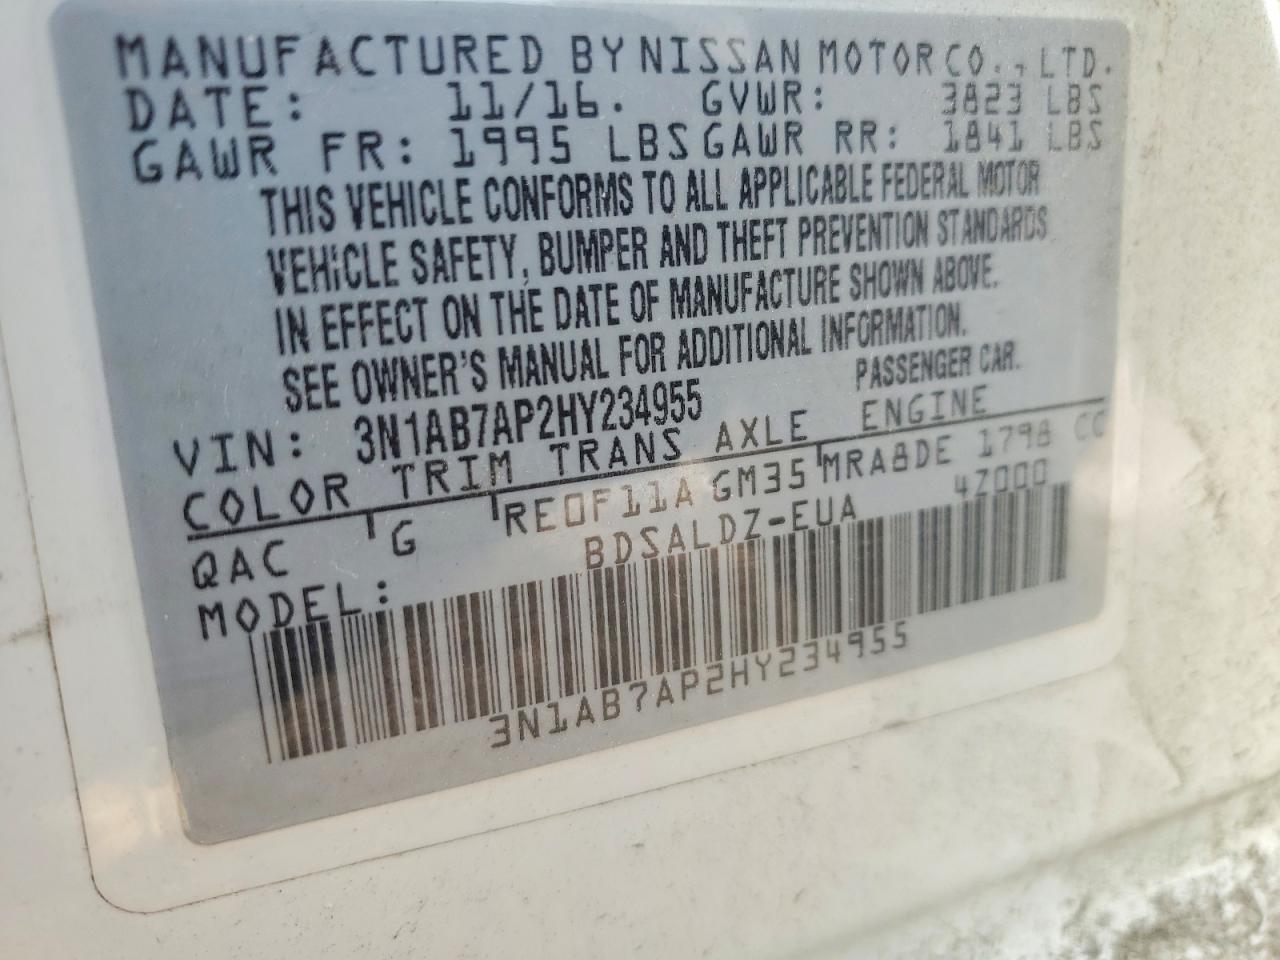 MANUFACTURED BY NISSAN MOTOR CO., LTD.
DATE: 11/16. GVWR: 3823 LBS
GAWR FR: 1995 LBS GAWR RR: 1841 LBS
THIS VEHICLE CONFORMS TO ALL APPLICABLE FEDERAL MOTOR
VEHICLE SAFETY, BUMPER AND THEFT PREVENTION STANDARDS
IN EFFECT ON THE DATE OF MANUFACTURE SHOWN ABOVE.
SEE OWNER'S MANUAL FOR ADDITIONAL INFORMATION.
PASSENGER CAR.
VIN: 3N1AB7AP2HY234955
COLOR TRIM TRANS AXLE ENGINE
QAC G RE0F11A GM35 MRA8DE 1798 CC
MODEL: BDSALDZ-EUA 47000
3N1AB7AP2HY234955